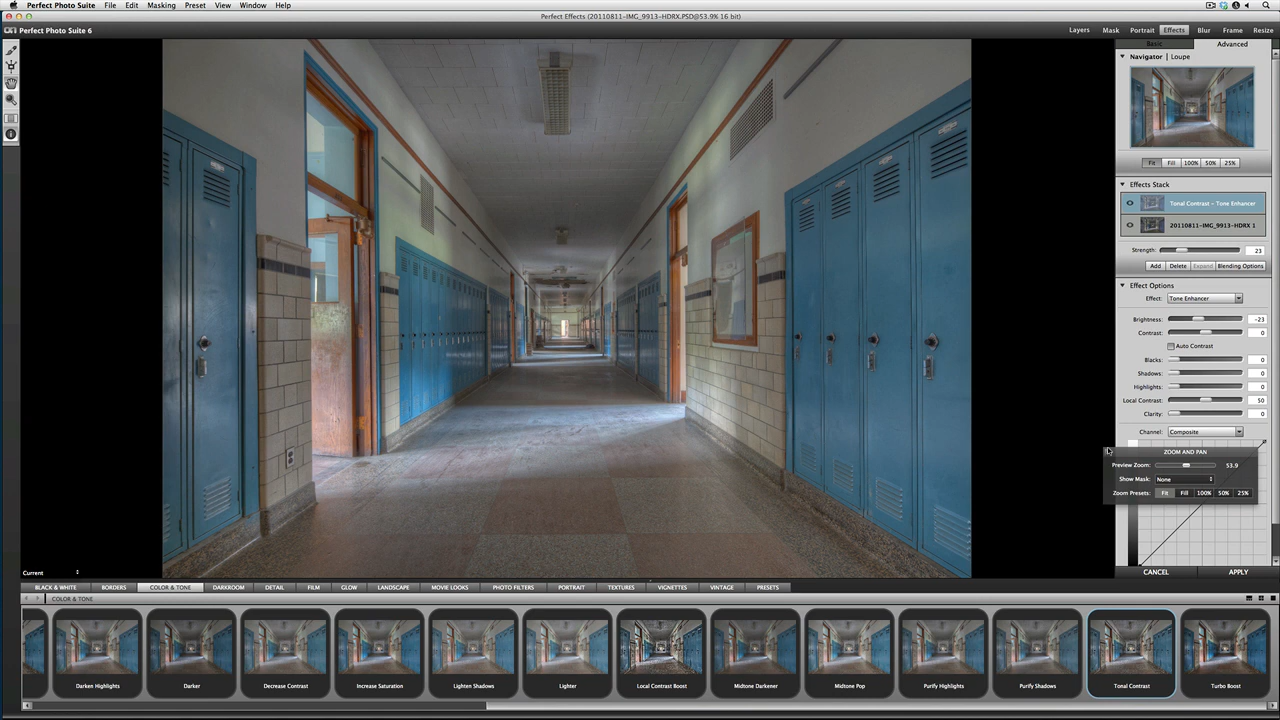 Perfect Photo Suite File Edit Masking Preset View Window Help
Perfect Effects (20110811-IMG_9913-HDRX.PSD@53.9% 16 bit)
Perfect Photo Suite 6
Layers Mask Portrait Effects Blur Frame Resize
Basic Advanced
Navigator | Loupe
Fit Fill 100% 50% 25%
Effects Stack
Tonal Contrast - Tone Enhancer
20110811-IMG_9913-HDRX 1
Strength: 23
Add Delete Expand Blending Options
Effect Options
Effect: Tone Enhancer
Brightness: -23
Contrast: 0
Auto Contrast
Blacks: 0
Shadows: 0
Highlights: 0
Local Contrast: 50
Clarity: 0
Channel: Composite
ZOOM AND PAN
Preview Zoom: 53.9
Show Mask: None
Zoom Presets: Fit Fill 100% 50% 25%
Current
CANCEL APPLY
BLACK & WHITE BORDERS COLOR & TONE DARKROOM DETAIL FILM GLOW LANDSCAPE MOVIE LOOKS PHOTO FILTERS PORTRAIT TEXTURES VIGNETTES VINTAGE PRESETS
COLOR & TONE
Darken Highlights Darker Decrease Contrast Increase Saturation Lighten Shadows Lighter Local Contrast Boost Midtone Darkener Midtone Pop Purify Highlights Purify Shadows Tonal Contrast Turbo Boost